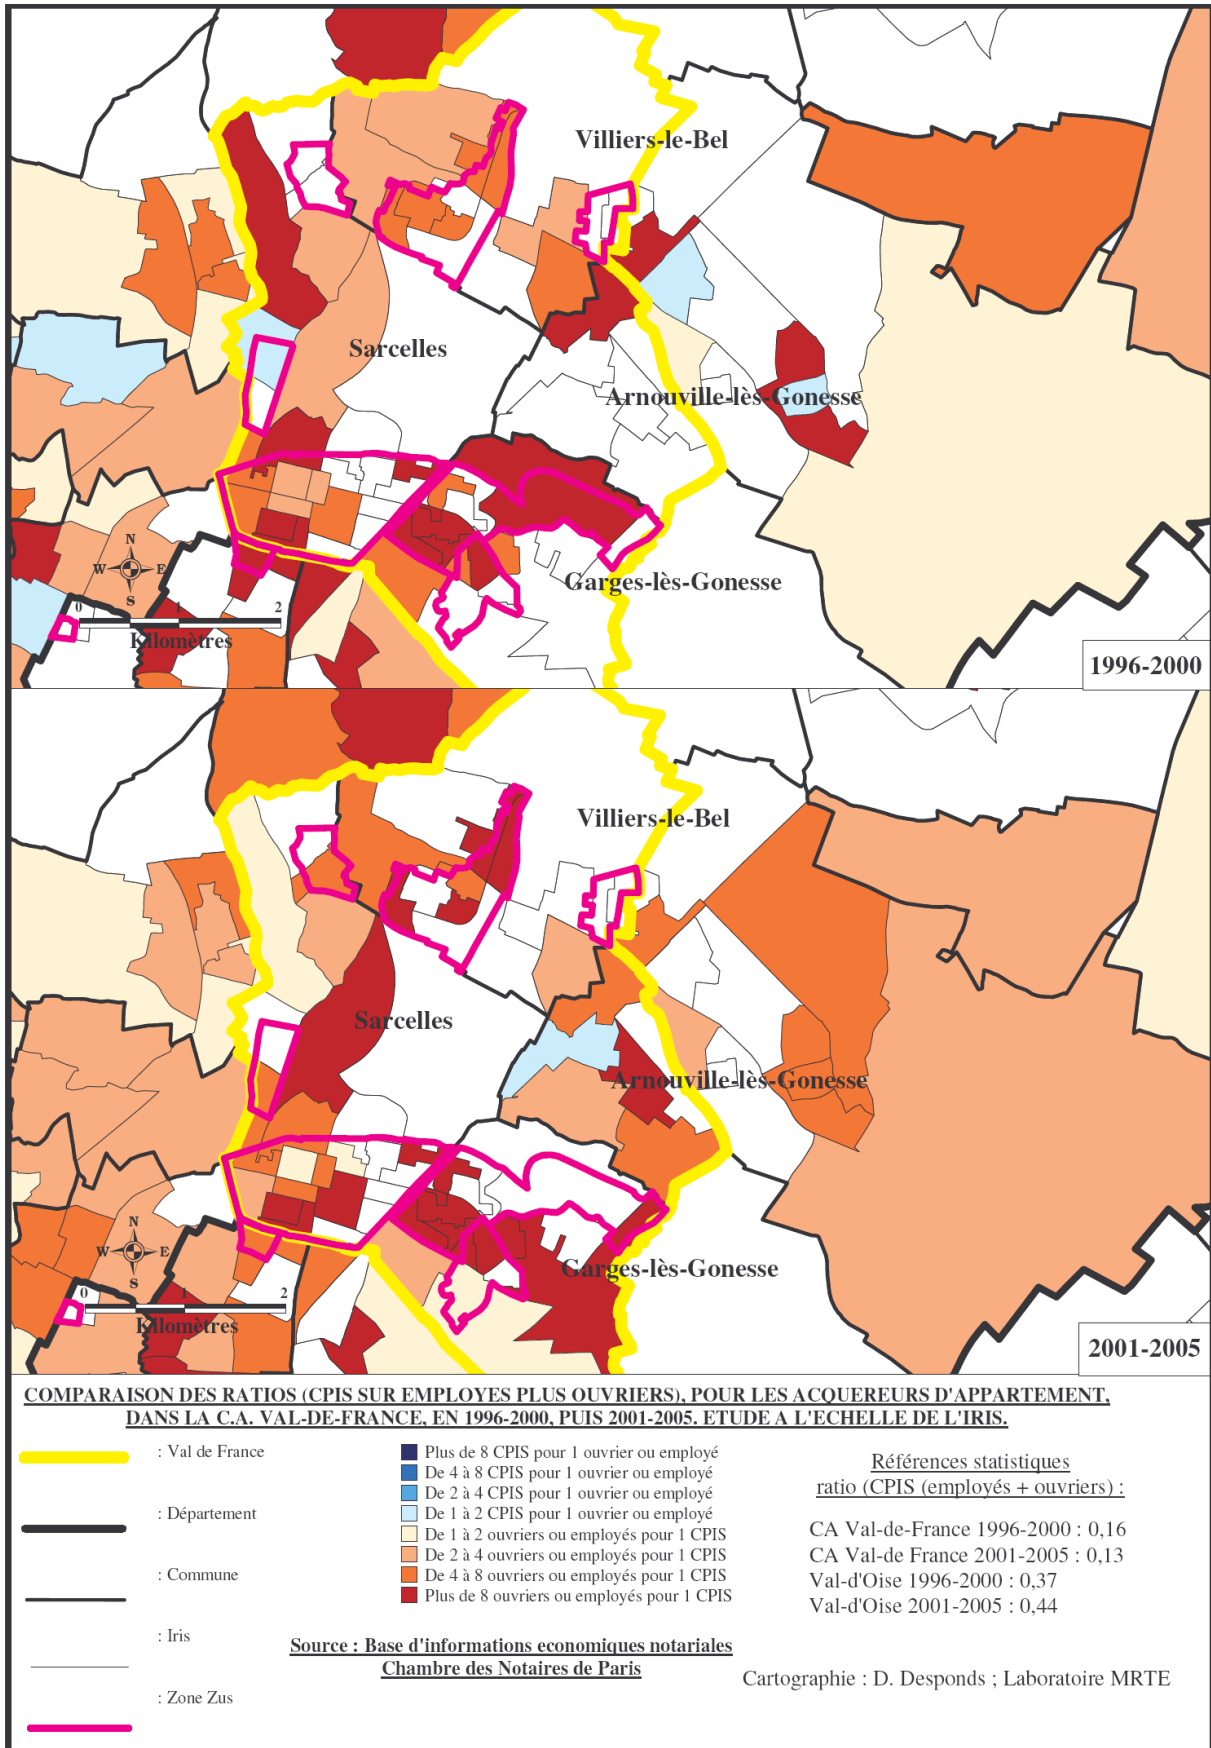 Villiers-le-Bel
Sarcelles
Arnouville-lès-Gonesse
Garges-lès-Gonesse
N
W E
S
0 1 2
Kilomètres
1996-2000
Villiers-le-Bel
Sarcelles
Arnouville-lès-Gonesse
Garges-lès-Gonesse
N
W E
S
0 1 2
Kilomètres
2001-2005
COMPARAISON DES RATIOS (CPIS SUR EMPLOYES PLUS OUVRIERS), POUR LES ACQUEREURS D'APPARTEMENT,
DANS LA C.A. VAL-DE-FRANCE, EN 1996-2000, PUIS 2001-2005. ETUDE A L'ECHELLE DE L'IRIS.
: Val de France
: Département
: Commune
: Iris
: Zone Zus
Plus de 8 CPIS pour 1 ouvrier ou employé
De 4 à 8 CPIS pour 1 ouvrier ou employé
De 2 à 4 CPIS pour 1 ouvrier ou employé
De 1 à 2 CPIS pour 1 ouvrier ou employé
De 1 à 2 ouvriers ou employés pour 1 CPIS
De 2 à 4 ouvriers ou employés pour 1 CPIS
De 4 à 8 ouvriers ou employés pour 1 CPIS
Plus de 8 ouvriers ou employés pour 1 CPIS
Références statistiques
ratio (CPIS (employés + ouvriers) :
CA Val-de-France 1996-2000 : 0,16
CA Val-de France 2001-2005 : 0,13
Val-d'Oise 1996-2000 : 0,37
Val-d'Oise 2001-2005 : 0,44
Source : Base d'informations economiques notariales
Chambre des Notaires de Paris
Cartographie : D. Desponds ; Laboratoire MRTE